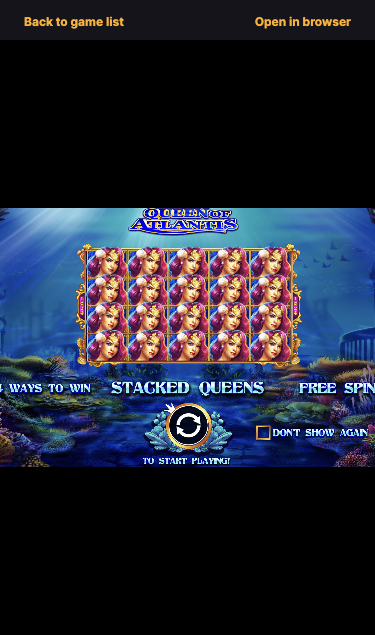 Back to game list
Open in browser
QUEEN OF
ATLANTIS
4 WAYS TO WIN
STACKED QUEENS
FREE SPIN
DON'T SHOW AGAIN
TO START PLAYING!